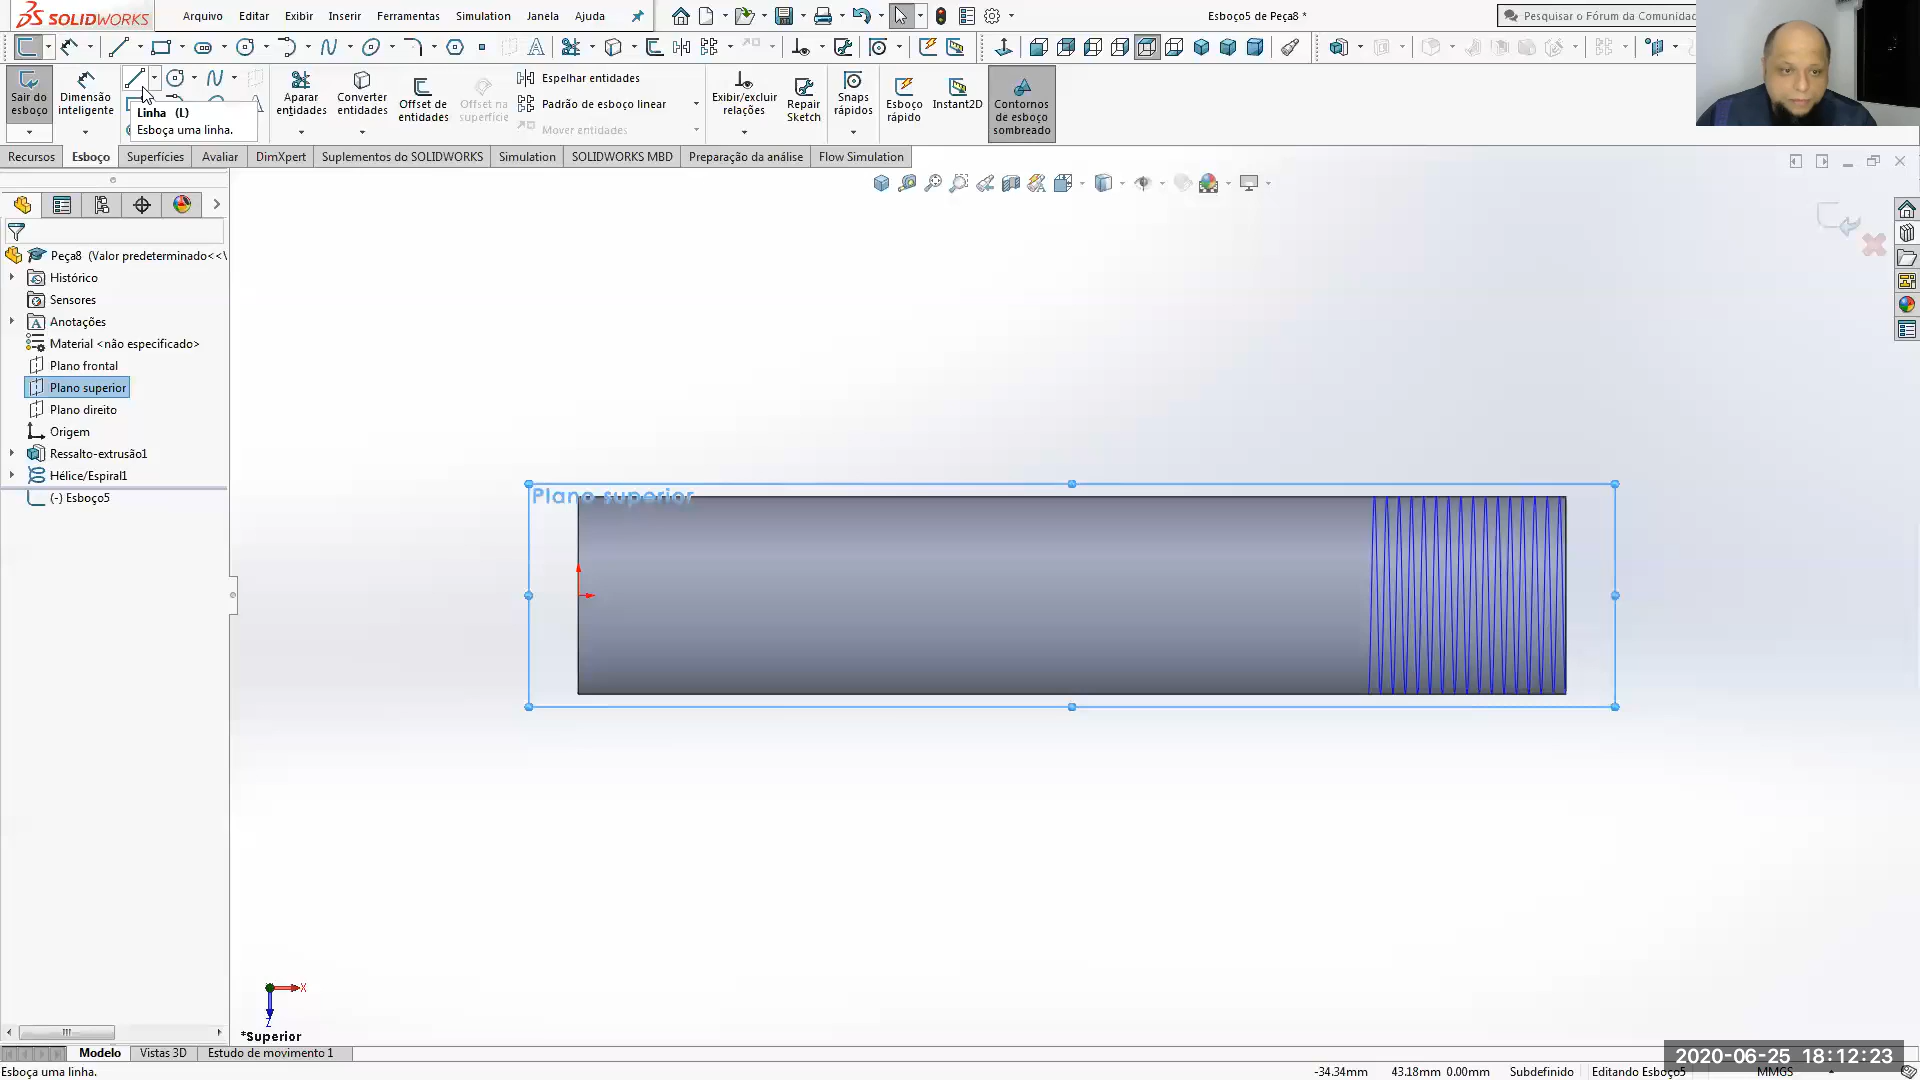 SOLIDWORKS
Arquivo Editar Exibir Inserir Ferramentas Simulation Janela Ajuda
Esboço5 de Peça8 *
Pesquisar o Fórum da Comunidac
Sair do esboço
Dimensão inteligente
Linha (L)
Esboça uma linha.
Aparar entidades
Converter entidades
Offset de entidades
Offset na superfície
Espelhar entidades
Padrão de esboço linear
Mover entidades
Exibir/excluir relações
Repair Sketch
Snaps rápidos
Esboço rápido
Instant2D
Contornos de esboço sombreado
Recursos Esboço Superfícies Avaliar DimXpert Suplementos do SOLIDWORKS Simulation SOLIDWORKS MBD Preparação da análise Flow Simulation
Peça8 (Valor predeterminado<<\
Histórico
Sensores
Anotações
Material <não especificado>
Plano frontal
Plano superior
Plano direito
Origem
Ressalto-extrusão1
Hélice/Espiral1
(-) Esboço5
Plano superior
X
Z
*Superior
Modelo Vistas 3D Estudo de movimento 1
2020-06-25 18:12:23
Esboça uma linha.
-34.34mm 43.18mm 0.00mm Subdefinido Editando Esboço5 MMGS